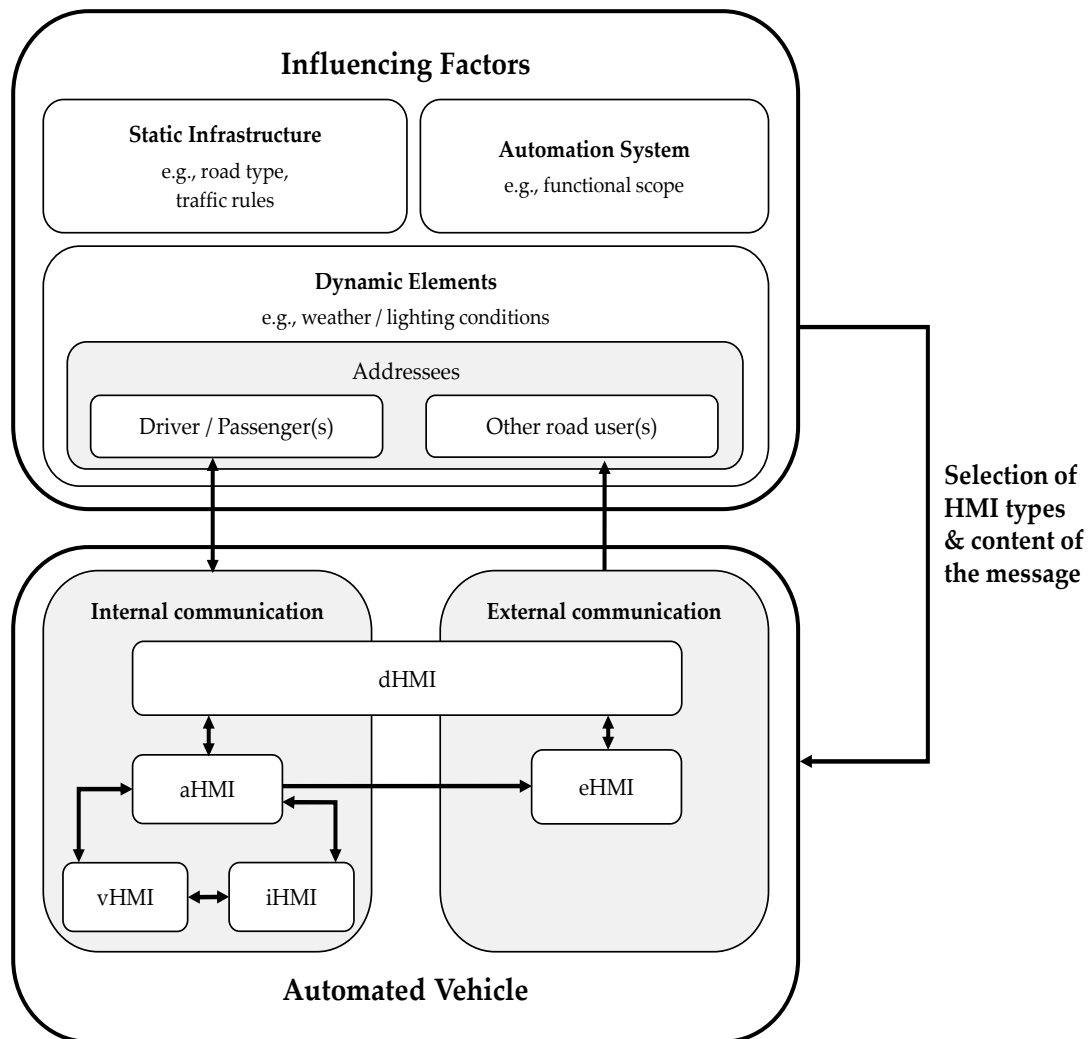 Influencing Factors
Static Infrastructure
e.g., road type,
traffic rules
Automation System
e.g., functional scope
Dynamic Elements
e.g., weather / lighting conditions
Addressees
Driver / Passenger(s)
Other road user(s)
Selection of
HMI types
& content of
the message
Internal communication
External communication
dHMI
aHMI
eHMI
vHMI
iHMI
Automated Vehicle